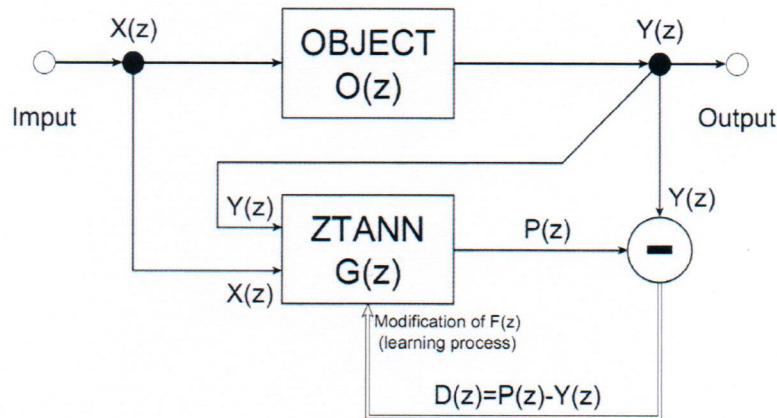 X(z)
OBJECT
O(z)
Y(z)
Imput
Output
Y(z)
ZTANN
G(z)
P(z)
Y(z)
X(z)
Modification of F(z)
(learning process)
D(z)=P(z)-Y(z)